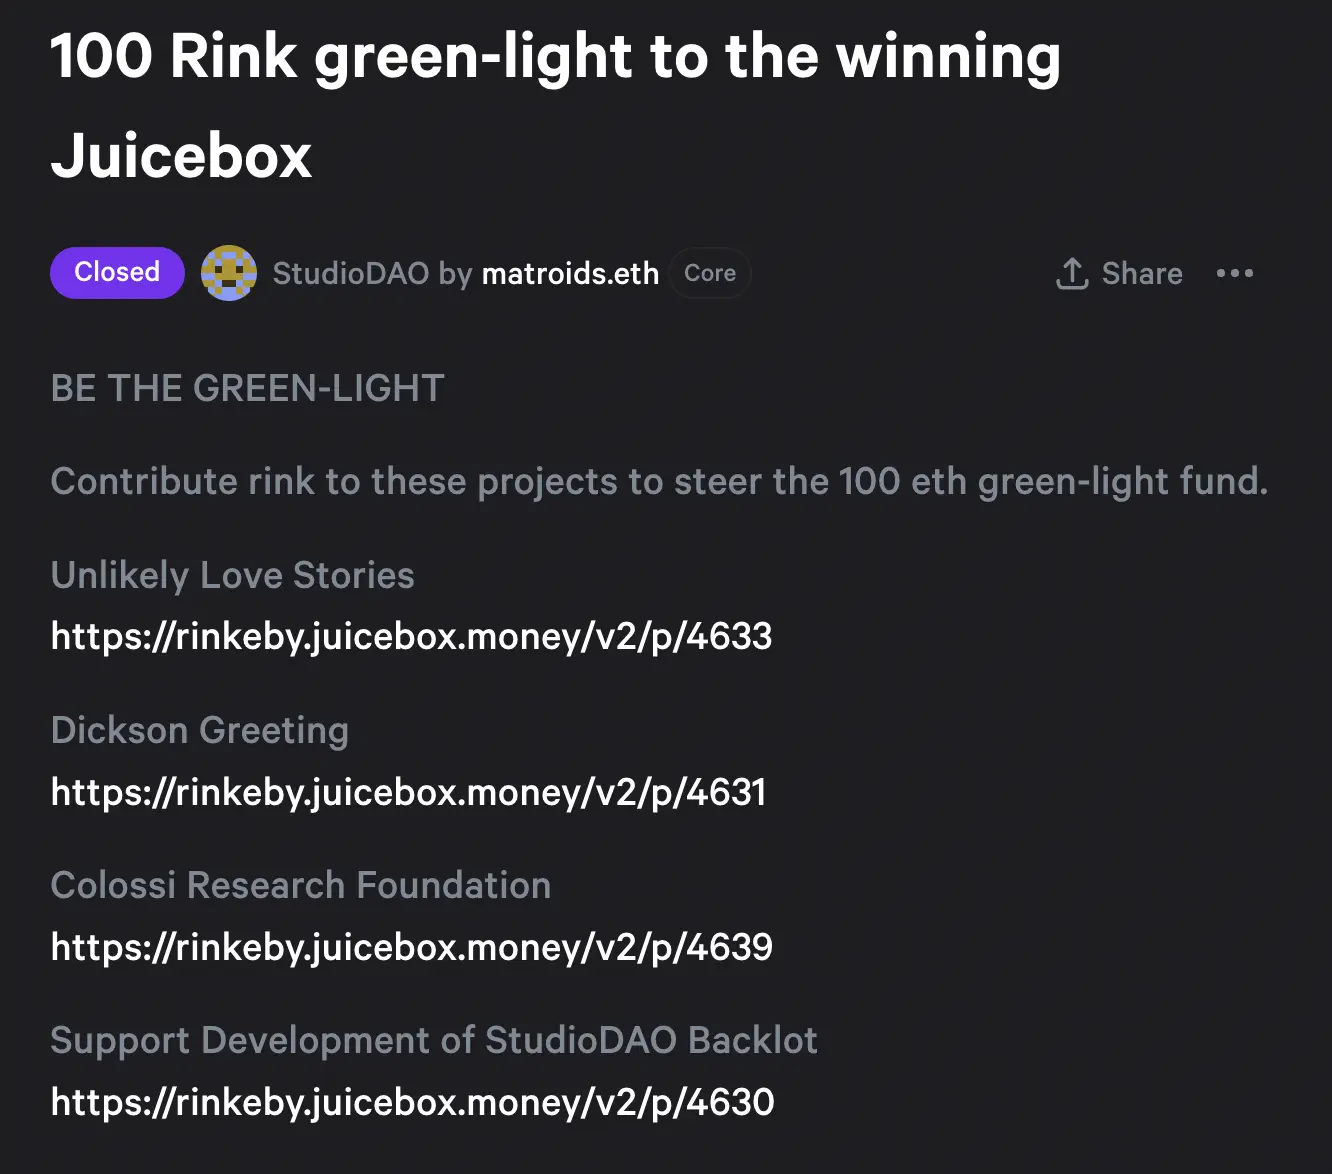 100 Rink green-light to the winning
Juicebox
Closed StudioDAO by matroids.eth Core Share
BE THE GREEN-LIGHT
Contribute rink to these projects to steer the 100 eth green-light fund.
Unlikely Love Stories
https://rinkeby.juicebox.money/v2/p/4633
Dickson Greeting
https://rinkeby.juicebox.money/v2/p/4631
Colossi Research Foundation
https://rinkeby.juicebox.money/v2/p/4639
Support Development of StudioDAO Backlot
https://rinkeby.juicebox.money/v2/p/4630